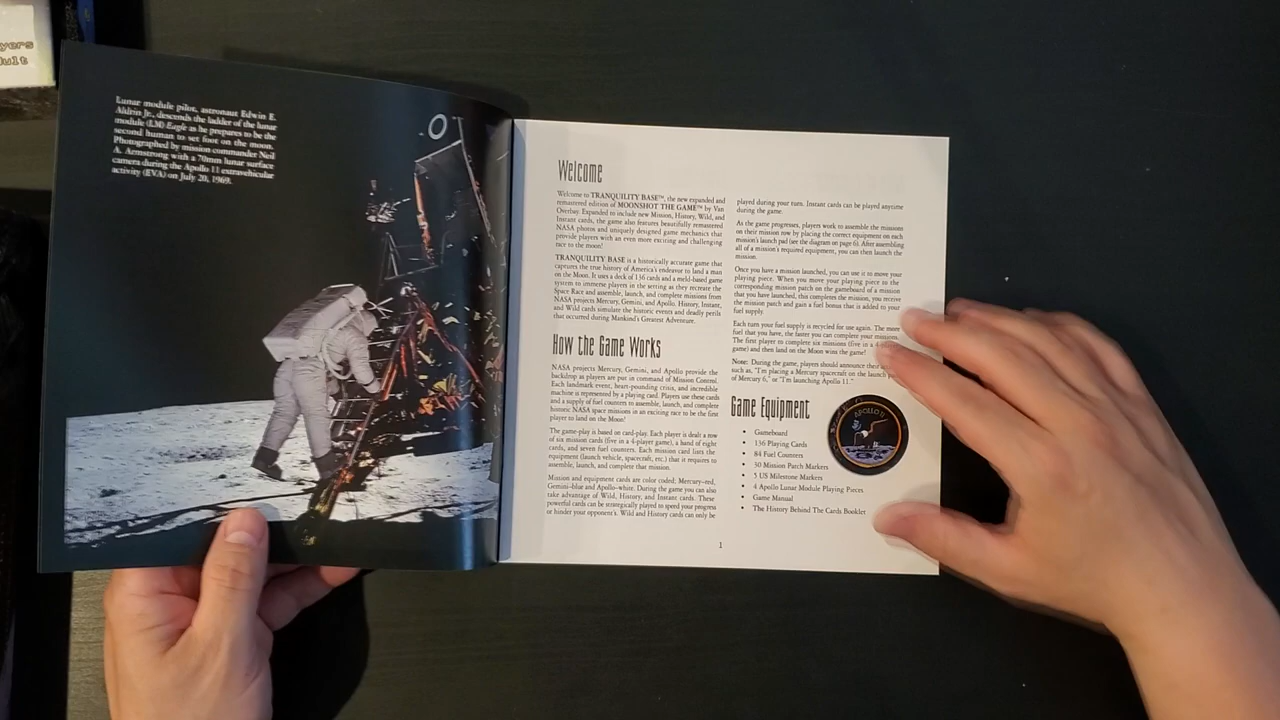 yers
dult
Lunar module pilot, astronaut Edwin E.
Aldrin Jr., descends the ladder of the lunar
module (LM) Eagle as he prepares to be the
second human to set foot on the moon.
Photographed by mission commander Neil
A. Armstrong with a 70mm lunar surface
camera during the Apollo 11 extravehicular
activity (EVA) on July 20, 1969.
Welcome
Welcome to TRANQUILITY BASE™, the new expanded and
remastered edition of MOONSHOT THE GAME™ by Van
Overbay. Expanded to include new Mission, History, Wild, and
Instant cards, the game also features beautifully remastered
NASA photos and uniquely designed game mechanics that
provide players with an even more exciting and challenging
race to the moon!
TRANQUILITY BASE is a historically accurate game that
captures the true history of America's endeavor to land a man
on the Moon. It uses a deck of 136 cards and a meld-based game
system to immerse players in the setting as they recreate the
Space Race and assemble, launch, and complete missions from
NASA projects Mercury, Gemini, and Apollo. History, Instant,
and Wild cards simulate the historic events and deadly perils
that occurred during Mankind's Greatest Adventure.
How the Game Works
NASA projects Mercury, Gemini, and Apollo provide the
backdrop as players are put in command of Mission Control.
Each landmark event, heart-pounding crisis, and incredible
machine is represented by a playing card. Players use these cards
and a supply of fuel counters to assemble, launch, and complete
historic NASA space missions in an exciting race to be the first
player to land on the Moon!
The game-play is based on card-play. Each player is dealt a row
of six mission cards (five in a 4-player game), a hand of eight
cards, and seven fuel counters. Each mission card lists the
equipment (launch vehicle, spacecraft, etc.) that it requires to
assemble, launch, and complete that mission.
Mission and equipment cards are color coded; Mercury–red,
Gemini–blue and Apollo–white. During the game you can also
take advantage of Wild, History, and Instant cards. These
powerful cards can be strategically played to speed your progress
or hinder your opponent's. Wild and History cards can only be
played during your turn. Instant cards can be played anytime
during the game.
As the game progresses, players work to assemble the missions
on their mission row by placing the correct equipment on each
mission's launch pad (see the diagram on page 6). After assembling
all of a mission's required equipment, you can then launch the
mission.
Once you have a mission launched, you can use it to move your
playing piece. When you move your playing piece to the
corresponding mission patch on the gameboard of a mission
that you have launched, this completes the mission, you receive
the mission patch and gain a fuel bonus that is added to your
fuel supply.
Each turn your fuel supply is recycled for use again. The more
fuel that you have, the faster you can complete your missions.
The first player to complete six missions (five in a 4-
game) and then land on the Moon wins the game!
Note: During the game, players should announce their
such as, "I'm placing a Mercury spacecraft on the launch
of Mercury 6," or "I'm launching Apollo 11."
Game Equipment
• Gameboard
• 136 Playing Cards
• 84 Fuel Counters
• 30 Mission Patch Markers
• 5 US Milestone Markers
• 4 Apollo Lunar Module Playing Pieces
• Game Manual
• The History Behind The Cards Booklet
APOLLO 11
1